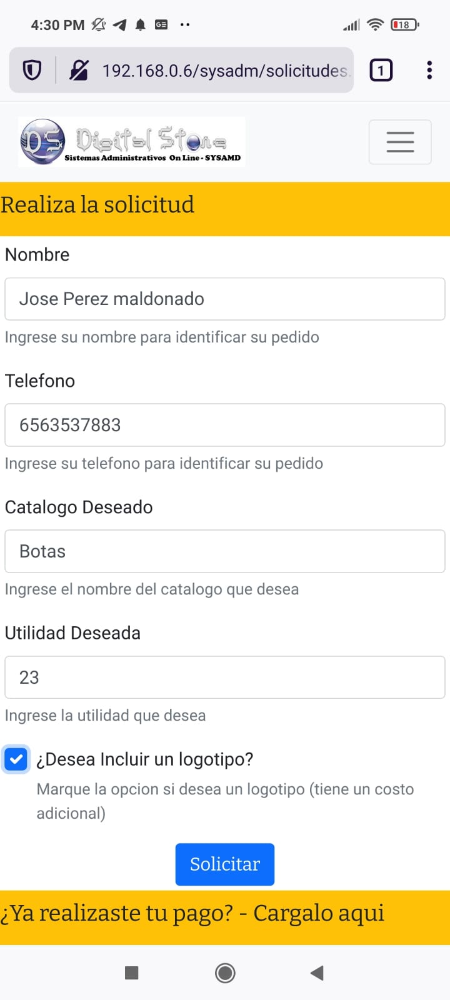 4:30 PM
18
192.168.0.6/sysadm/solicitudes.
1
DS Digital Stone
Sistemas Administrativos On Line - SYSAMD
Realiza la solicitud
Nombre
Jose Perez maldonado
Ingrese su nombre para identificar su pedido
Telefono
6563537883
Ingrese su telefono para identificar su pedido
Catalogo Deseado
Botas
Ingrese el nombre del catalogo que desea
Utilidad Deseada
23
Ingrese la utilidad que desea
¿Desea Incluir un logotipo?
Marque la opcion si desea un logotipo (tiene un costo
adicional)
Solicitar
¿Ya realizaste tu pago? - Cargalo aqui